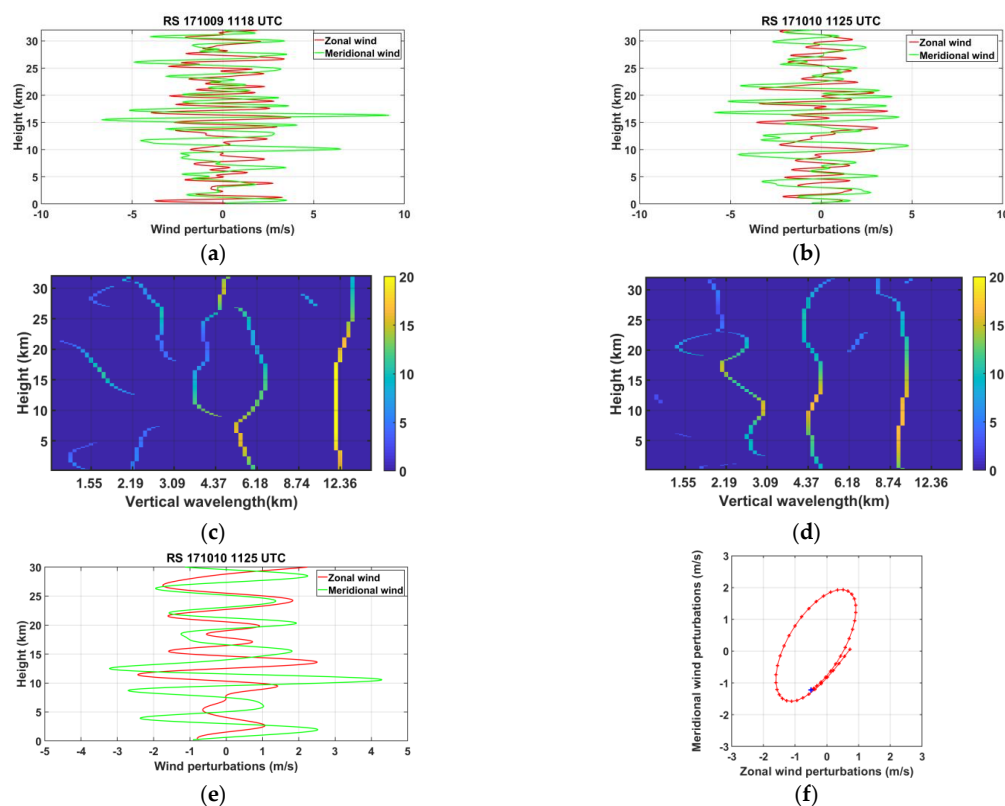 RS 171009 1118 UTC
Zonal wind
Meridional wind
Height (km)
30
25
20
15
10
5
0
-10
-5
0
5
10
Wind perturbations (m/s)
(a)
RS 171010 1125 UTC
Zonal wind
Meridional wind
Height (km)
30
25
20
15
10
5
0
-10
-5
0
5
10
Wind perturbations (m/s)
(b)
Height (km)
30
25
20
15
10
5
1.55 2.19 3.09 4.37 6.18 8.74 12.36
Vertical wavelength(km)
20
15
10
5
0
(c)
Height (km)
30
25
20
15
10
5
1.55 2.19 3.09 4.37 6.18 8.74 12.36
Vertical wavelength(km)
20
15
10
5
0
(d)
RS 171010 1125 UTC
Zonal wind
Meridional wind
Height (km)
30
25
20
15
10
5
0
-5 -4 -3 -2 -1 0 1 2 3 4 5
Wind perturbations (m/s)
(e)
Meridional wind perturbations (m/s)
3
2
1
0
-1
-2
-3
-3 -2 -1 0 1 2 3
Zonal wind perturbations (m/s)
(f)